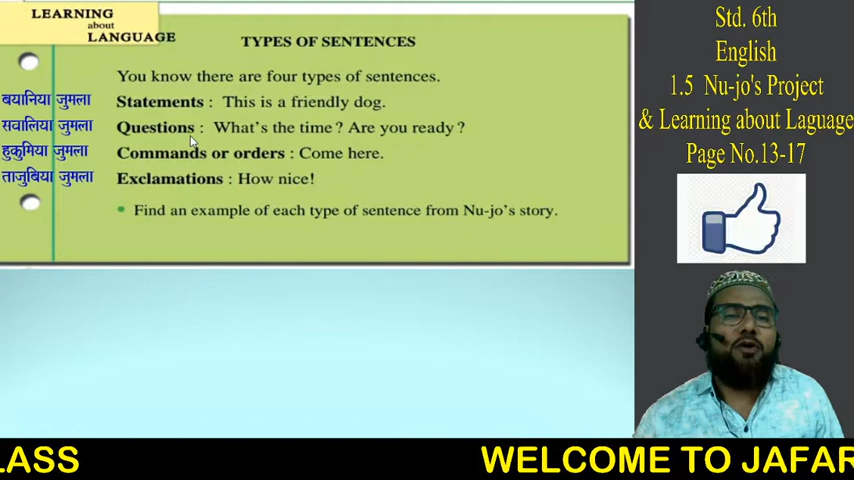 LEARNING
about
LANGUAGE
TYPES OF SENTENCES
You know there are four types of sentences.
बयानिया जुमला
Statements : This is a friendly dog.
सवालिया जुमला
Questions : What's the time? Are you ready?
हुकुमिया जुमला
Commands or orders : Come here.
ताजुबिया जुमला
Exclamations : How nice!
• Find an example of each type of sentence from Nu-jo's story.
Std. 6th
English
1.5 Nu-jo's Project
& Learning about Laguage
Page No.13-17
LASS WELCOME TO JAFAR